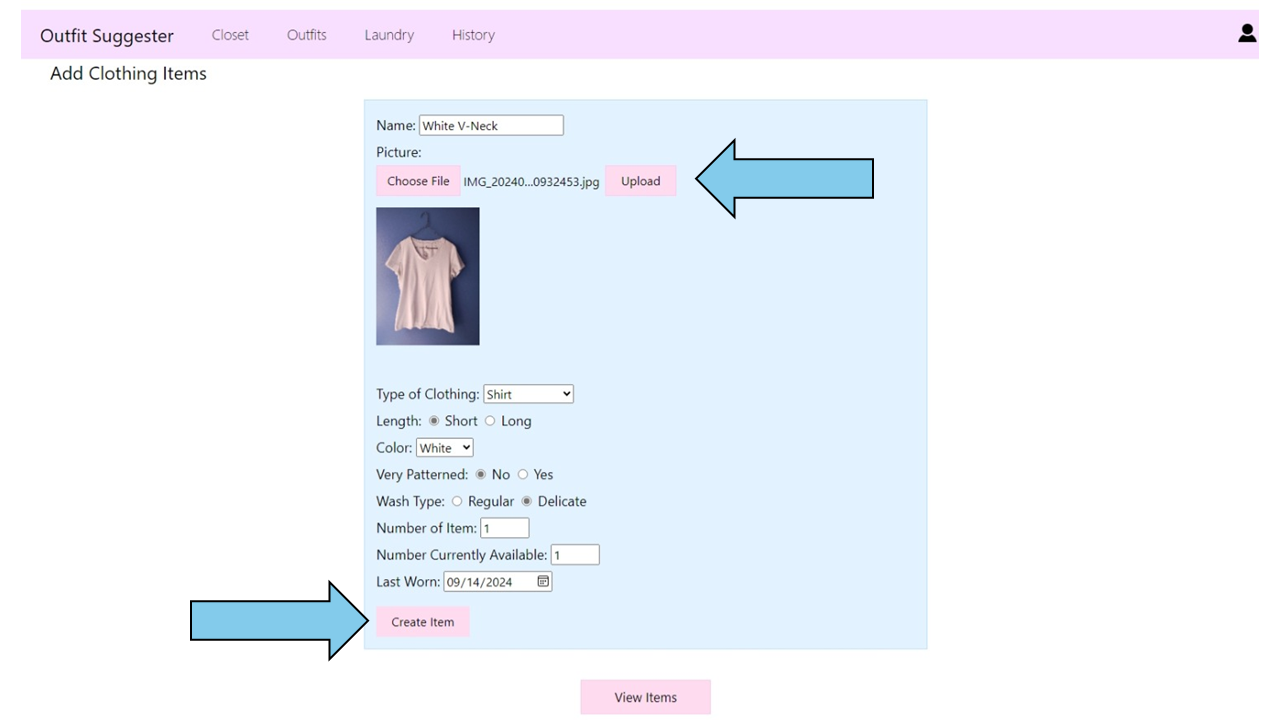 Outfit Suggester Closet Outfits Laundry History
Add Clothing Items
Name: White V-Neck
Picture:
Choose File IMG_20240...0932453.jpg Upload
Type of Clothing: Shirt
Length: Short Long
Color: White
Very Patterned: No Yes
Wash Type: Regular Delicate
Number of Item: 1
Number Currently Available: 1
Last Worn: 09/14/2024
Create Item
View Items